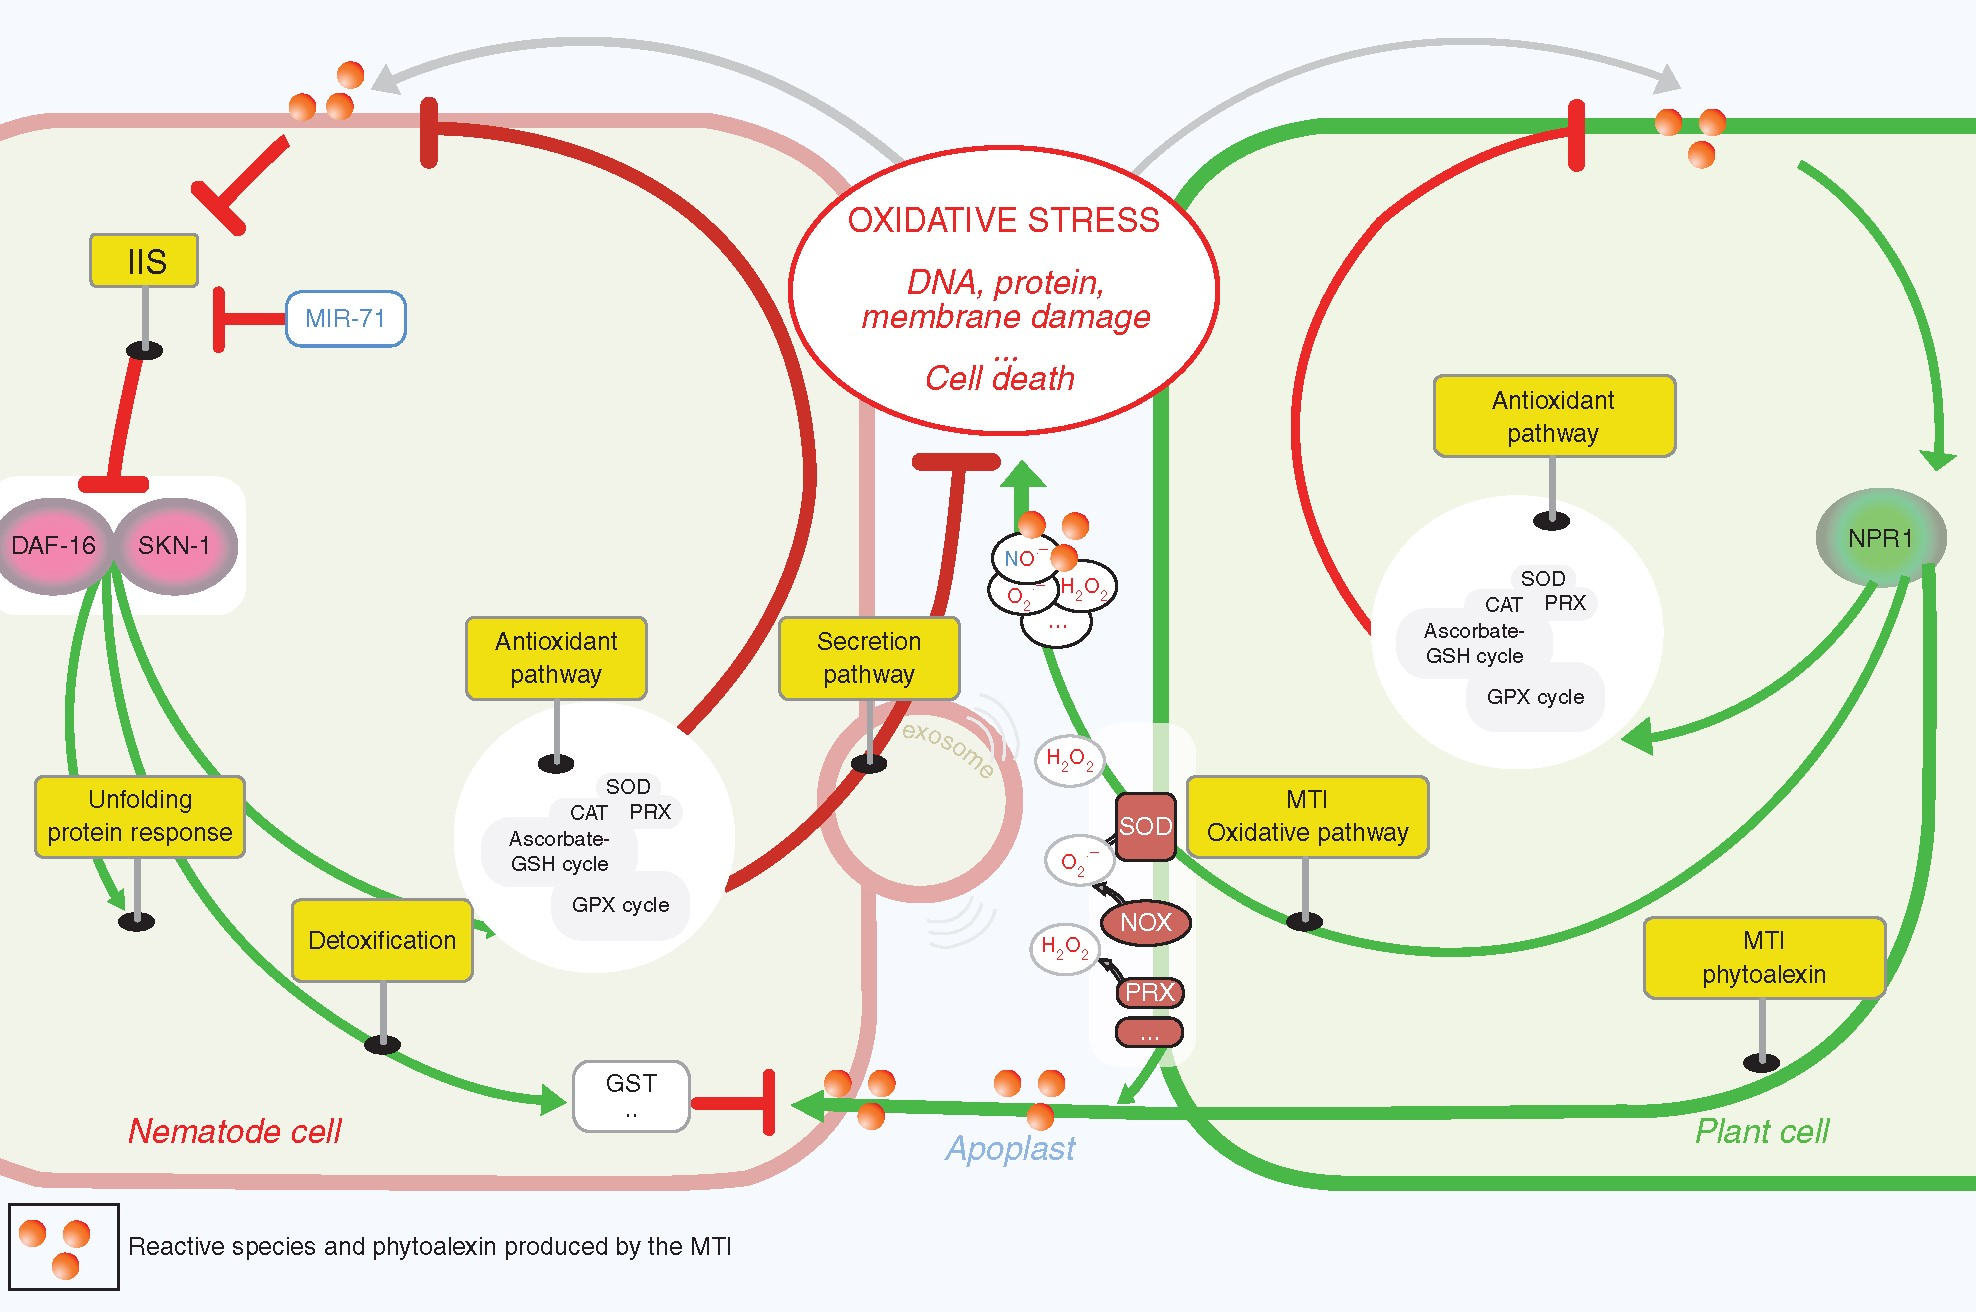 OXIDATIVE STRESS
DNA, protein,
membrane damage
...
Cell death
IIS
MIR-71
DAF-16
SKN-1
Antioxidant
pathway
SOD
CAT
PRX
Ascorbate-
GSH cycle
GPX cycle
Unfolding
protein response
Detoxification
GST
..
Nematode cell
Secretion
pathway
exosome
NO·⁻
O₂·⁻
H₂O₂
...
H₂O₂
O₂·⁻
H₂O₂
SOD
NOX
PRX
...
Apoplast
Antioxidant
pathway
SOD
CAT
PRX
Ascorbate-
GSH cycle
GPX cycle
NPR1
MTI
Oxidative pathway
MTI
phytoalexin
Plant cell
Reactive species and phytoalexin produced by the MTI